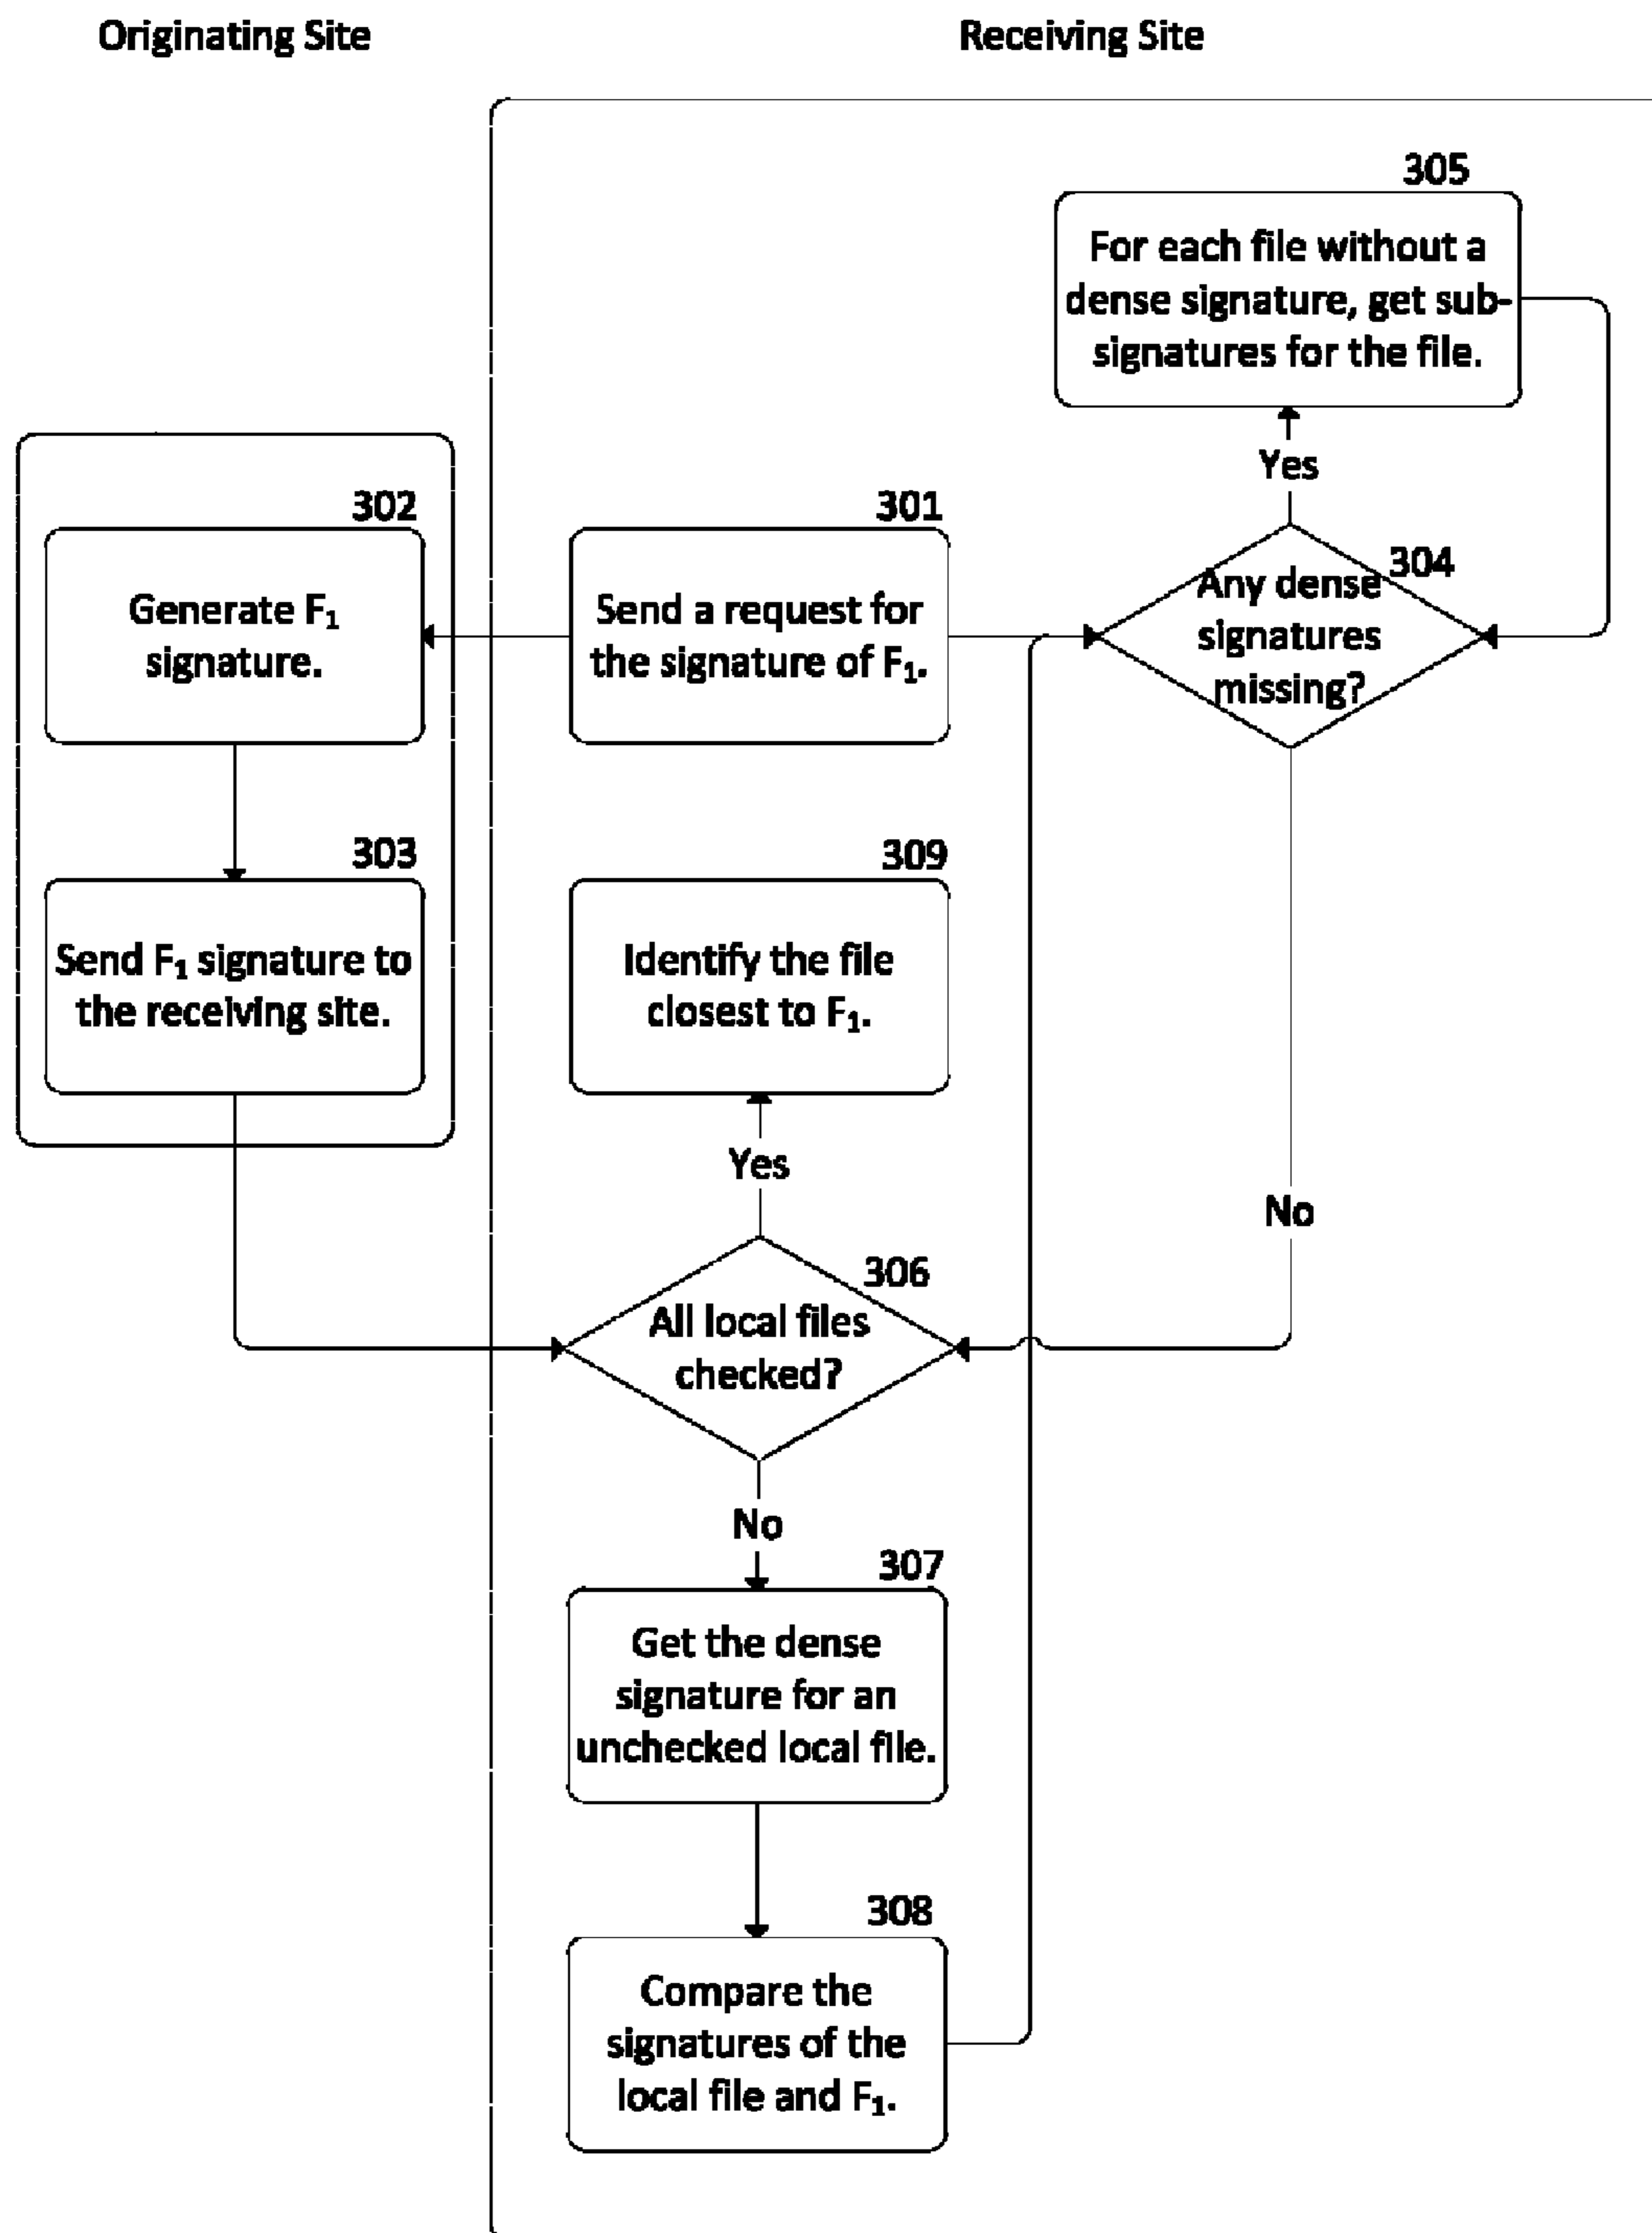 Originating Site
Receiving Site
305
For each file without a
dense signature, get sub-
signatures for the file.
Yes
302
Generate F₁
signature.
301
Send a request for
the signature of F₁.
304
Any dense
signatures
missing?
303
Send F₁ signature to
the receiving site.
309
Identify the file
closest to F₁.
Yes
No
306
All local files
checked?
No
307
Get the dense
signature for an
unchecked local file.
308
Compare the
signatures of the
local file and F₁.